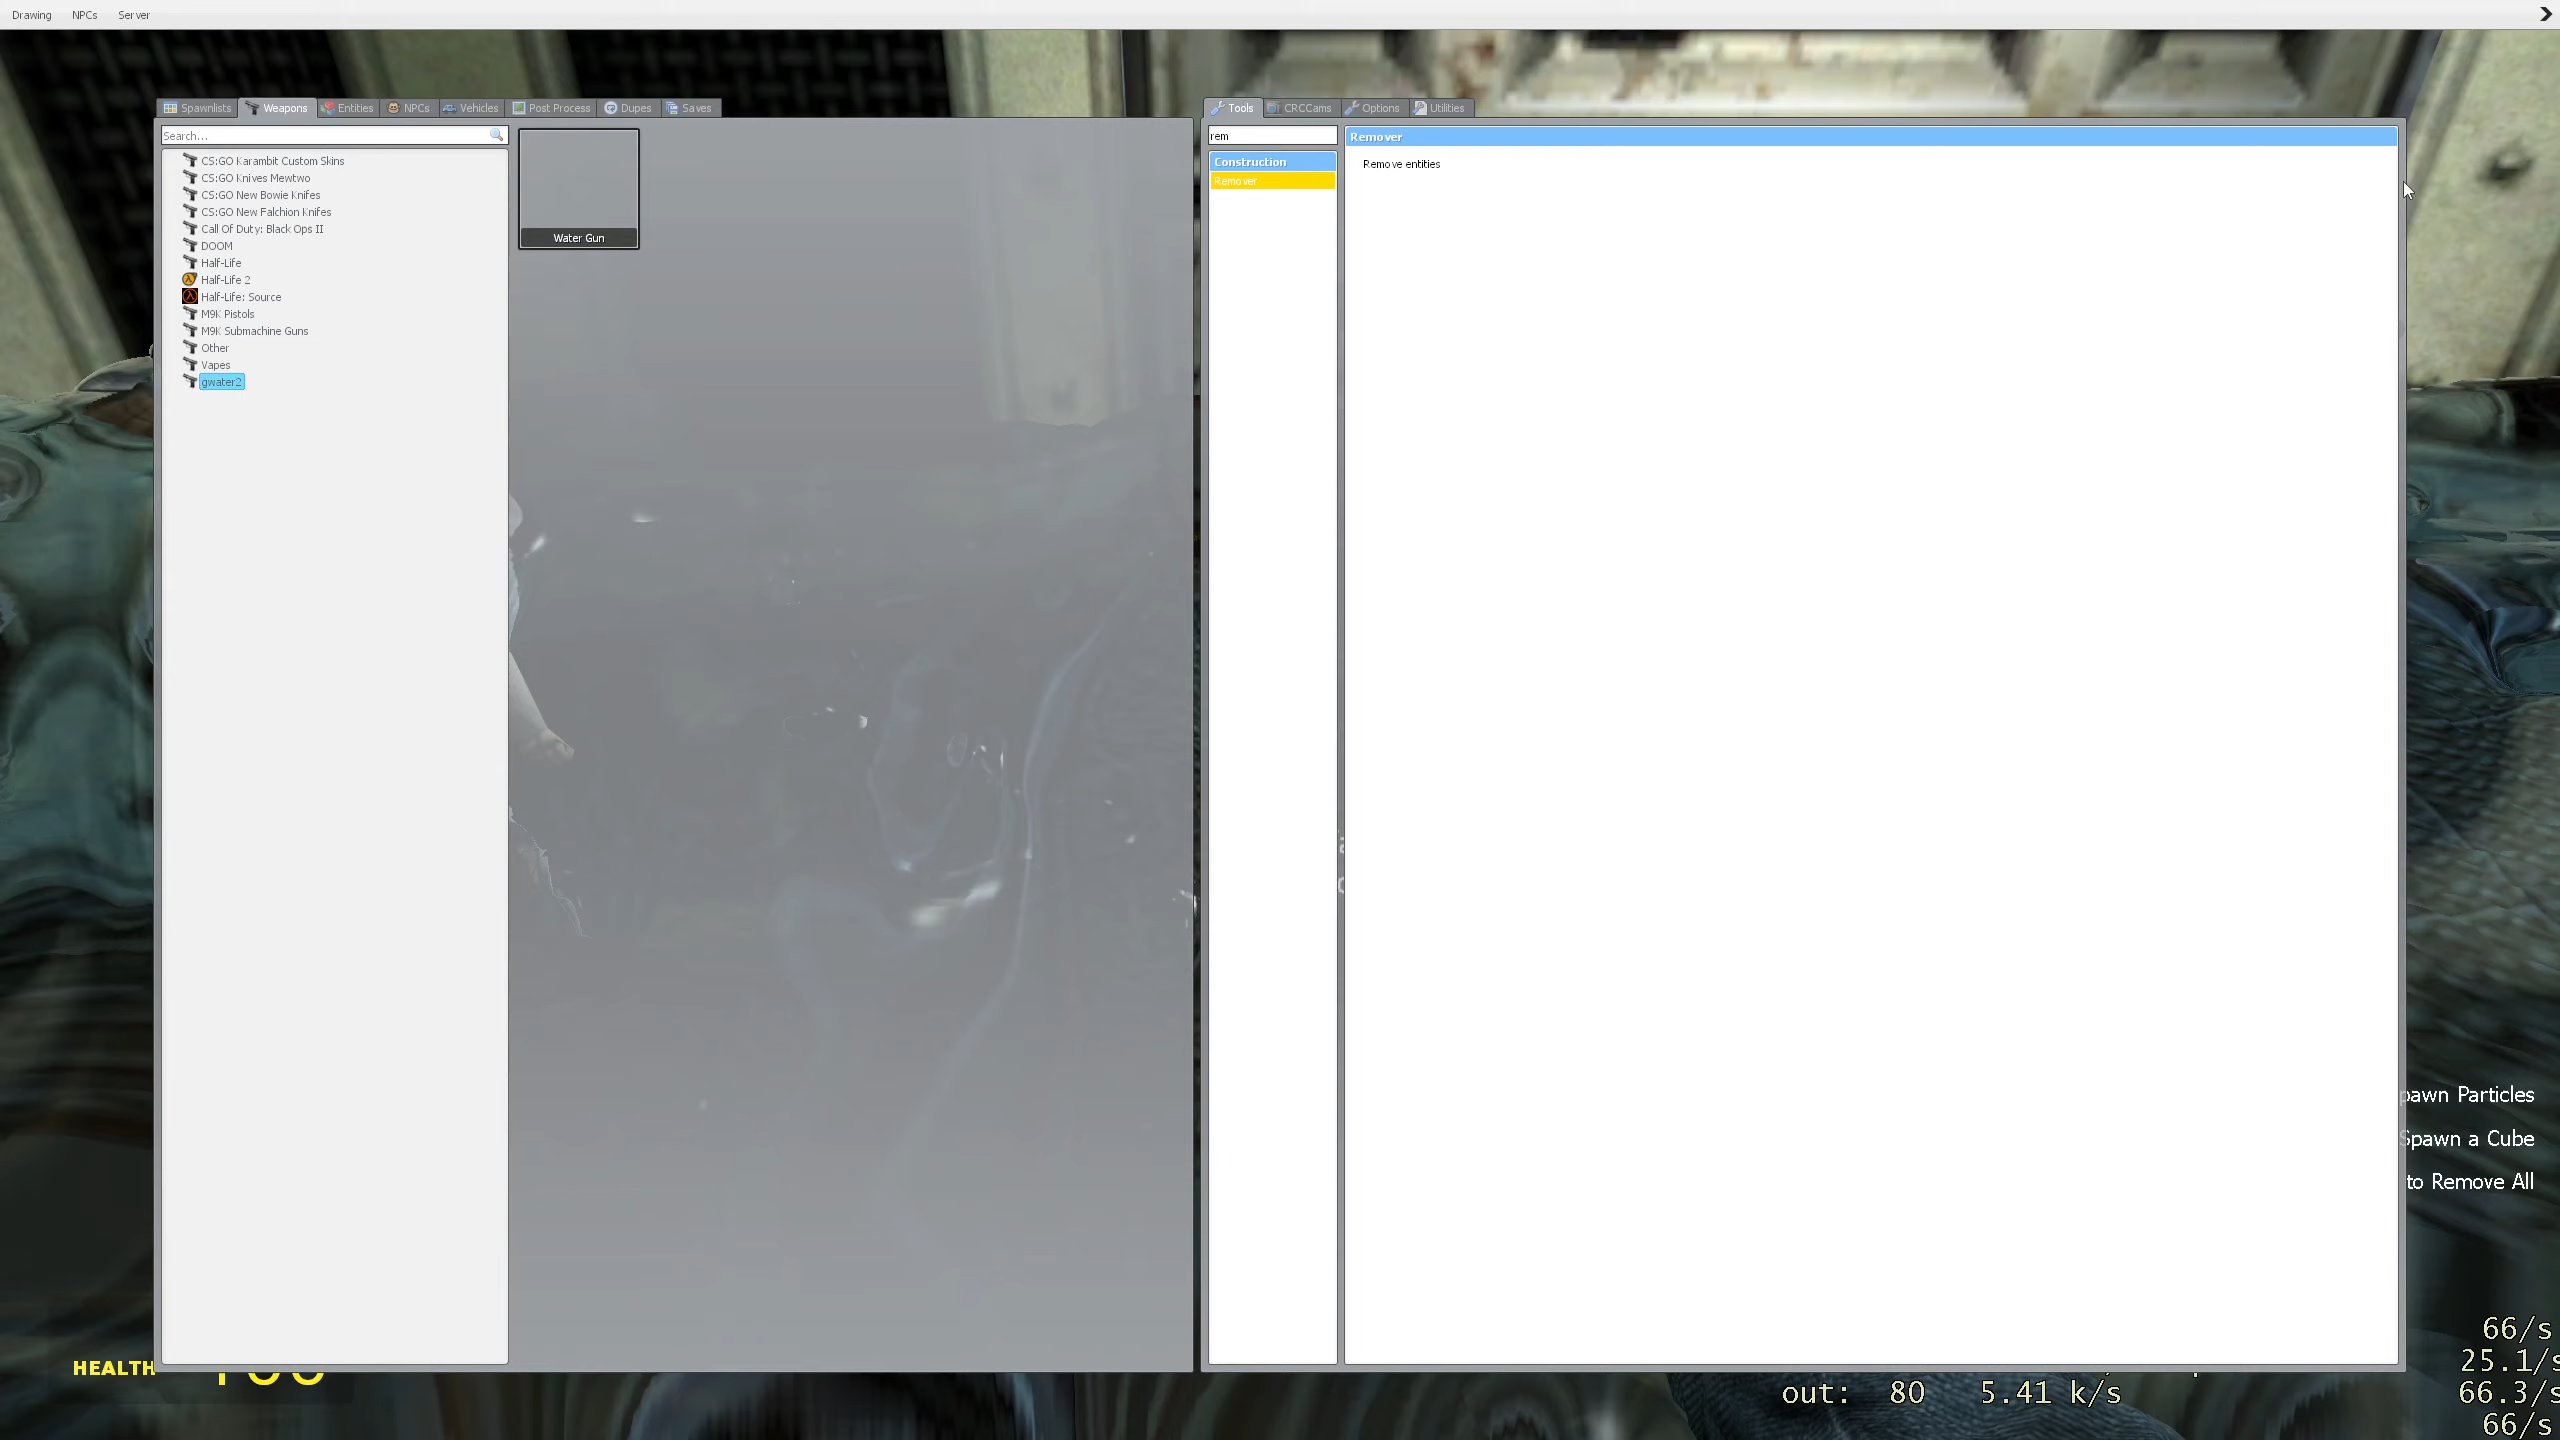 Drawing NPCs Server
Spawnlists Weapons Entities NPCs Vehicles Post Process Dupes Saves
Search...
CS:GO Karambit Custom Skins
CS:GO Knives Mewtwo
CS:GO New Bowie Knifes
CS:GO New Falchion Knifes
Call Of Duty: Black Ops II
DOOM
Half-Life
Half-Life 2
Half-Life: Source
M9K Pistols
M9K Submachine Guns
Other
Vapes
gwater2
Water Gun
Tools CRCCams Options Utilities
rem
Construction
Remover
Remover
Remove entities
pawn Particles
Spawn a Cube
to Remove All
HEALTH 100
66/s
25.1/s
out: 80 5.41 k/s 66.3/s
66/s